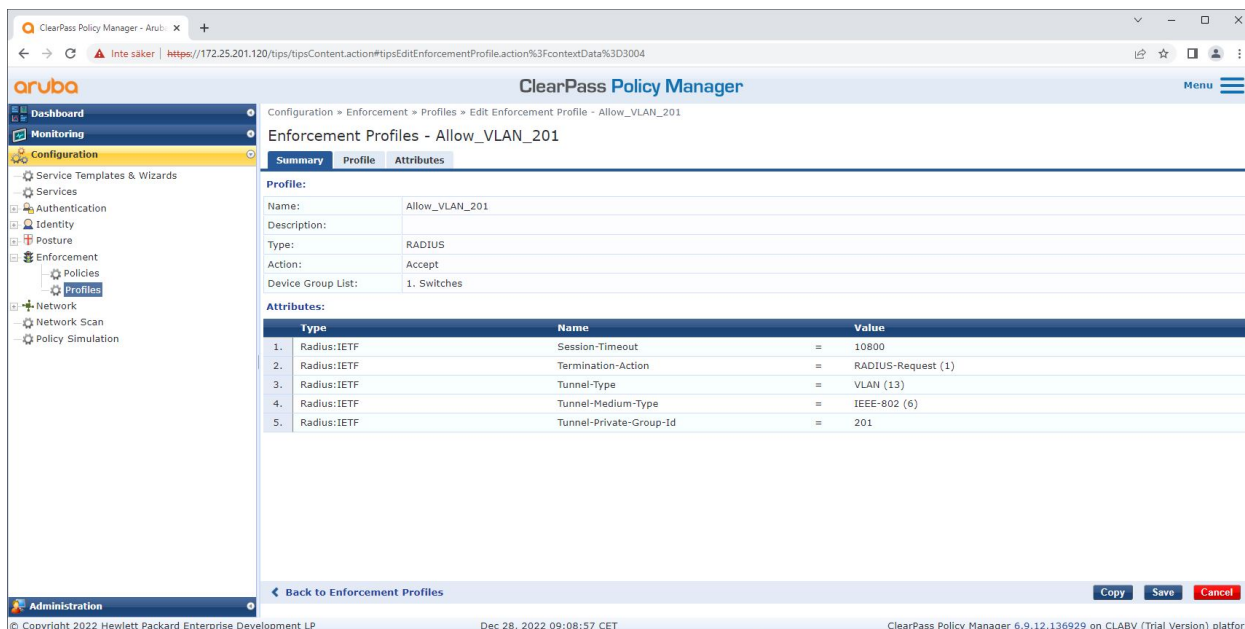 ClearPass Policy Manager - Arub
Inte säker | https://172.25.201.120/tips/tipsContent.action#tipsEditEnforcementProfile.action%3FcontextData%3D3004
aruba
ClearPass Policy Manager
Menu
Dashboard
Monitoring
Configuration
Service Templates & Wizards
Services
Authentication
Identity
Posture
Enforcement
Policies
Profiles
Network
Network Scan
Policy Simulation
Administration
Configuration » Enforcement » Profiles » Edit Enforcement Profile - Allow_VLAN_201
Enforcement Profiles - Allow_VLAN_201
Summary Profile Attributes
Profile:
Name: Allow_VLAN_201
Description:
Type: RADIUS
Action: Accept
Device Group List: 1. Switches
Attributes:
Type Name Value
1. Radius:IETF Session-Timeout = 10800
2. Radius:IETF Termination-Action = RADIUS-Request (1)
3. Radius:IETF Tunnel-Type = VLAN (13)
4. Radius:IETF Tunnel-Medium-Type = IEEE-802 (6)
5. Radius:IETF Tunnel-Private-Group-Id = 201
Back to Enforcement Profiles
Copy Save Cancel
© Copyright 2022 Hewlett Packard Enterprise Development LP Dec 28, 2022 09:08:57 CET ClearPass Policy Manager 6.9.12.136929 on CLABV (Trial Version) platfor